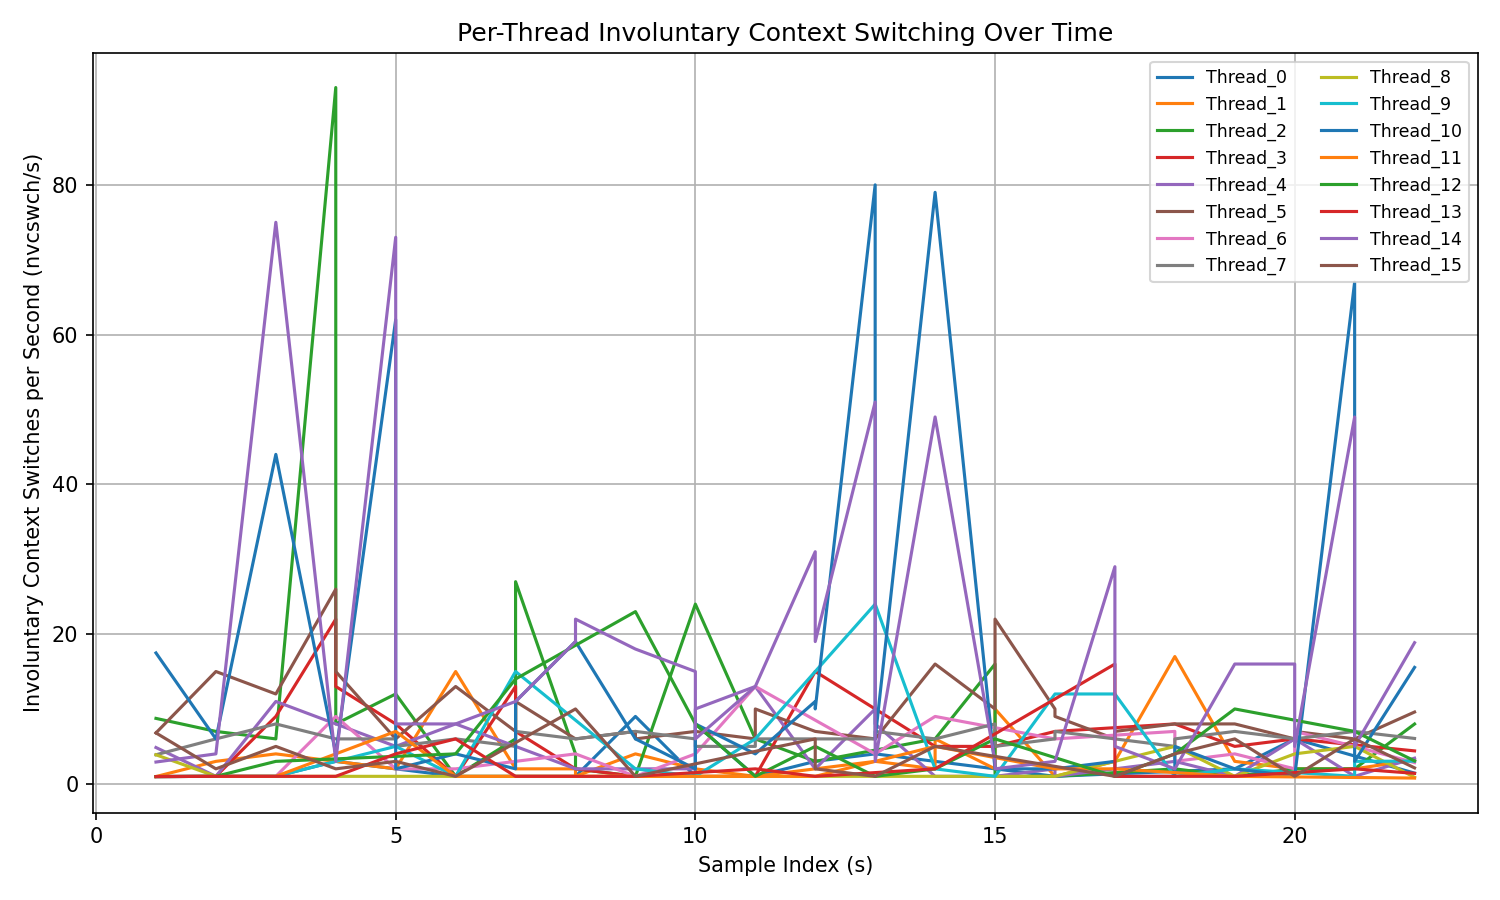 Per-Thread Involuntary Context Switching Over Time
Involuntary Context Switches per Second (nvcswch/s)
80
60
40
20
0
0
5
10
15
20
Sample Index (s)
Thread_0
Thread_1
Thread_2
Thread_3
Thread_4
Thread_5
Thread_6
Thread_7
Thread_8
Thread_9
Thread_10
Thread_11
Thread_12
Thread_13
Thread_14
Thread_15